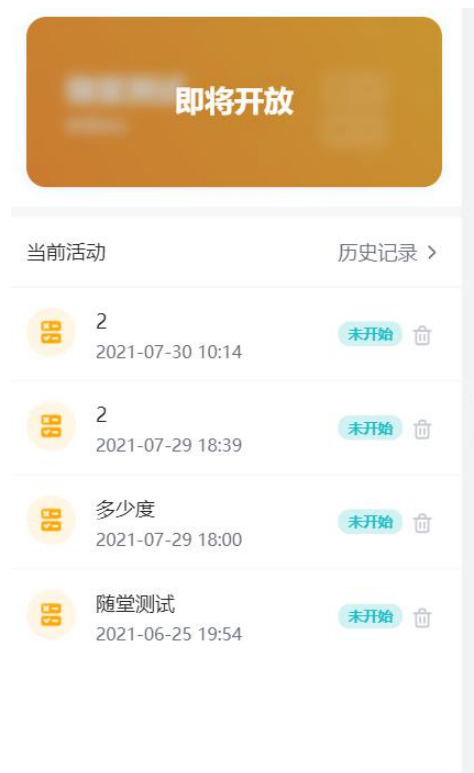 即将开放
当前活动
历史记录
2
2021-07-30 10:14
未开始
2
2021-07-29 18:39
未开始
多少度
2021-07-29 18:00
未开始
随堂测试
2021-06-25 19:54
未开始